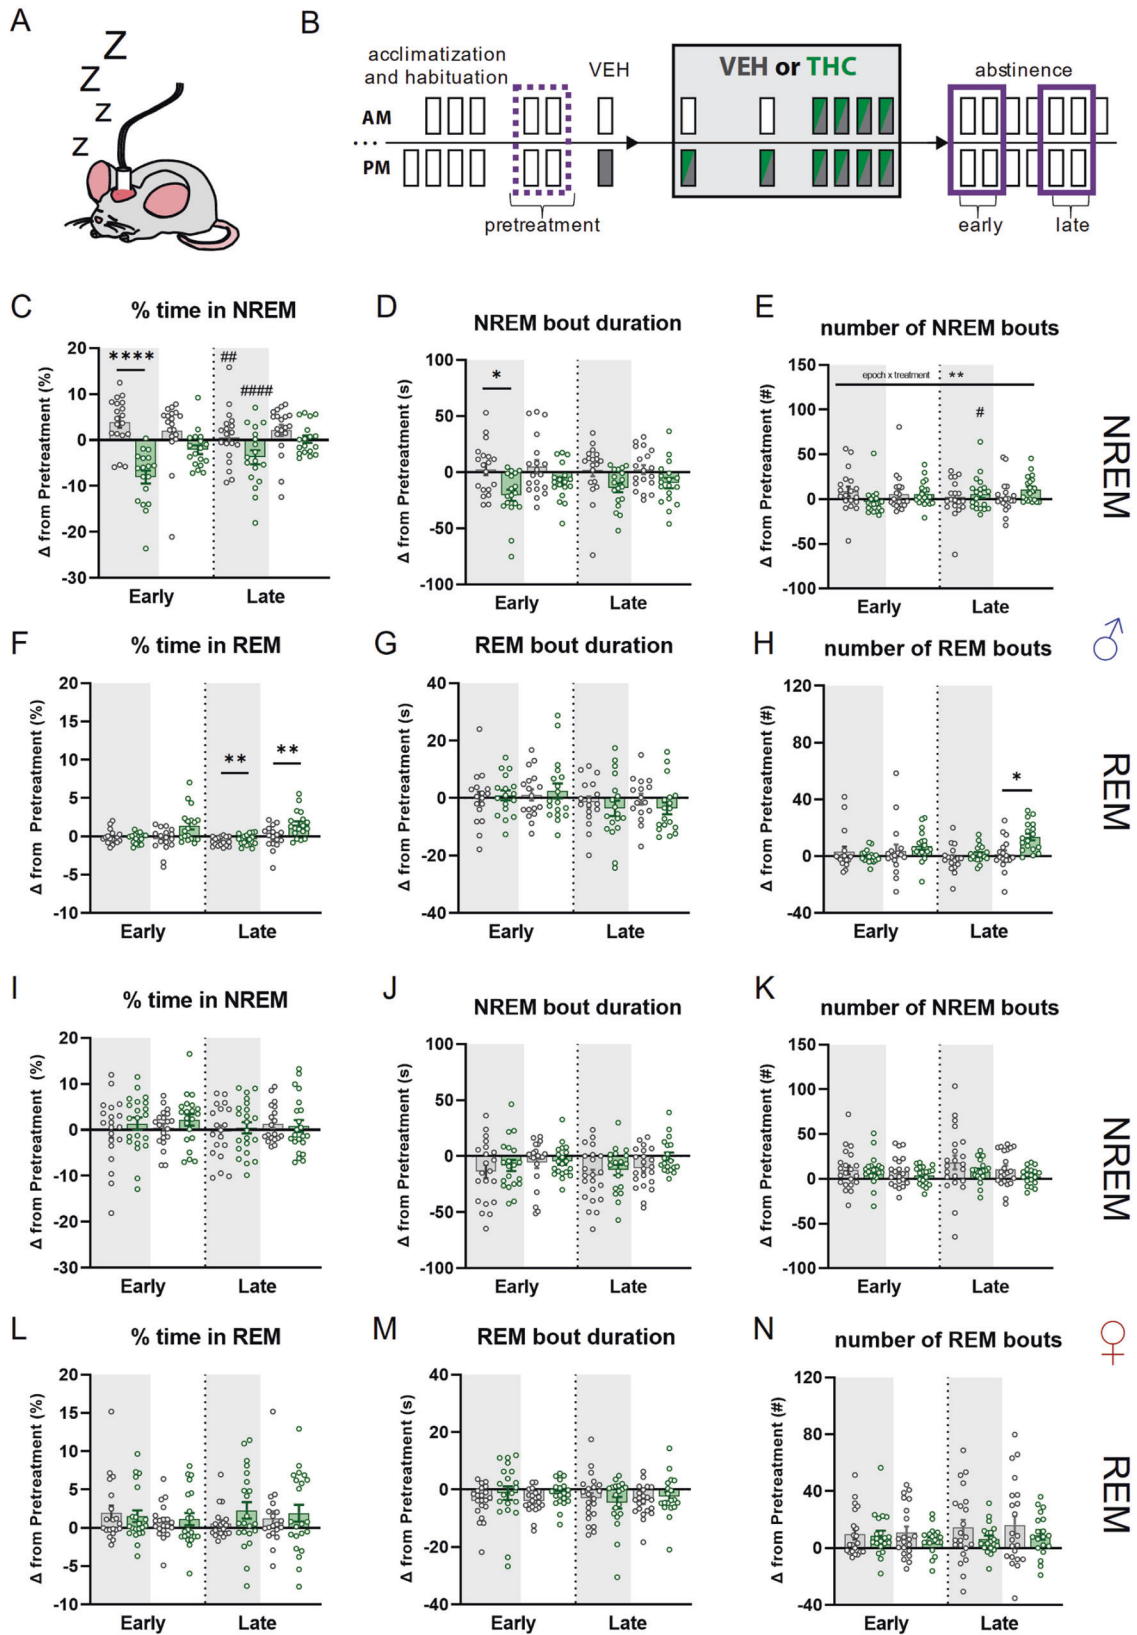 A
Z
Z
z
z
B
acclimatization
and habituation
VEH
VEH or THC
abstinence
AM
PM
pretreatment
early
late
C
% time in NREM
Δ from Pretreatment (%)
20
10
0
-10
-20
-30
****
##
####
Early
Late
D
NREM bout duration
Δ from Pretreatment (s)
100
50
0
-50
-100
*
Early
Late
E
number of NREM bouts
Δ from Pretreatment (#)
150
100
50
0
-50
-100
epoch x treatment
**
#
Early
Late
NREM
♂
F
% time in REM
Δ from Pretreatment (%)
20
15
10
5
0
-5
-10
**
**
Early
Late
G
REM bout duration
Δ from Pretreatment (s)
40
20
0
-20
-40
Early
Late
H
number of REM bouts
Δ from Pretreatment (#)
120
80
40
0
-40
*
Early
Late
REM
I
% time in NREM
Δ from Pretreatment (%)
20
10
0
-10
-20
-30
Early
Late
J
NREM bout duration
Δ from Pretreatment (s)
100
50
0
-50
-100
Early
Late
K
number of NREM bouts
Δ from Pretreatment (#)
150
100
50
0
-50
-100
Early
Late
NREM
♀
L
% time in REM
Δ from Pretreatment (%)
20
15
10
5
0
-5
-10
Early
Late
M
REM bout duration
Δ from Pretreatment (s)
40
20
0
-20
-40
Early
Late
N
number of REM bouts
Δ from Pretreatment (#)
120
80
40
0
-40
Early
Late
REM